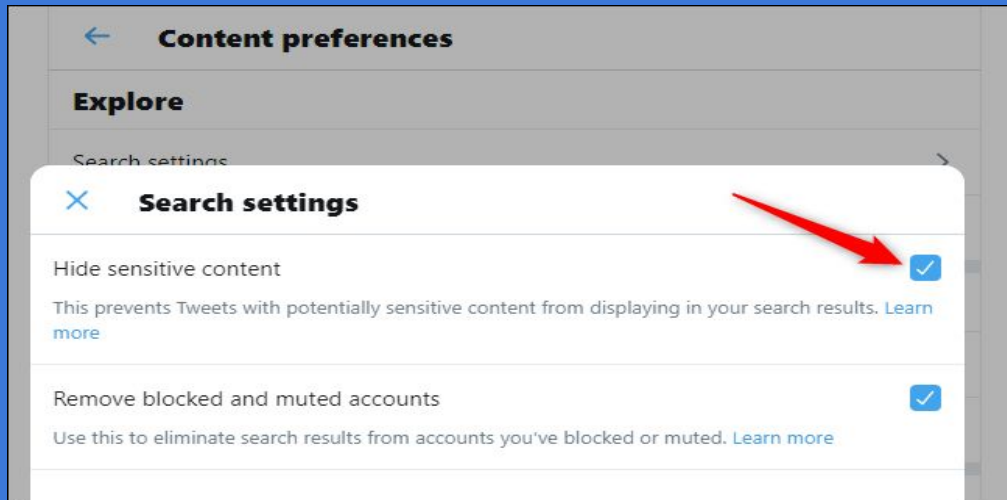 Content preferences
Explore
Search settings
Search settings
Hide sensitive content
This prevents Tweets with potentially sensitive content from displaying in your search results. Learn
more
Remove blocked and muted accounts
Use this to eliminate search results from accounts you've blocked or muted. Learn more